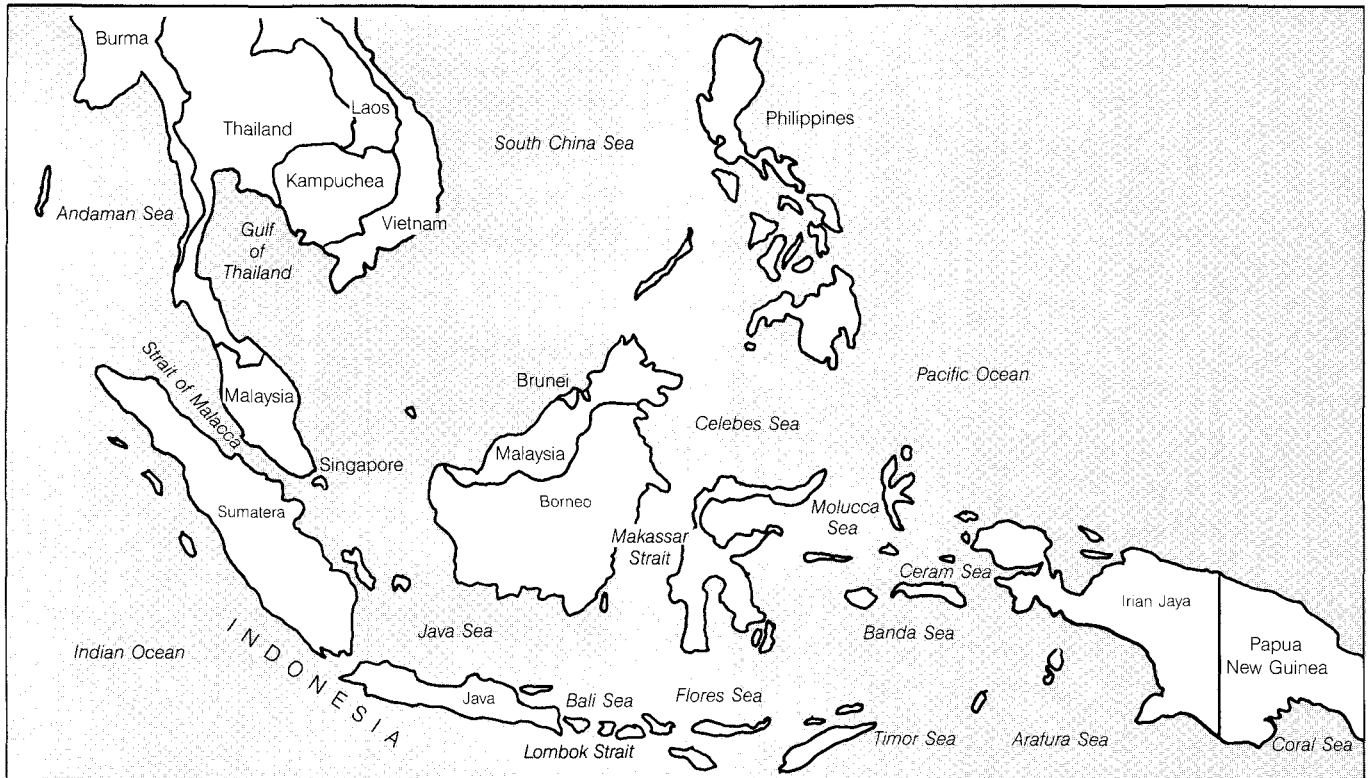 Burma
Laos
Thailand
South China Sea
Philippines
Kampuchea
Andaman Sea
Vietnam
Gulf
of
Thailand
Strait of Malacca
Malaysia
Brunei
Pacific Ocean
Celebes Sea
Singapore
Malaysia
Borneo
Sumatera
Molucca
Sea
Makassar
Strait
Ceram Sea
Irian Jaya
Java Sea
Banda Sea
Indian Ocean
INDONESIA
Papua
New Guinea
Java
Bali Sea
Flores Sea
Lombok Strait
Timor Sea
Arafura Sea
Coral Sea